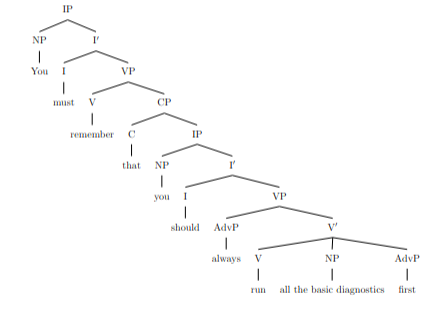 IP
NP I′
You I VP
must V CP
remember C IP
that NP I′
you I VP
should AdvP V′
always V NP AdvP
run all the basic diagnostics first